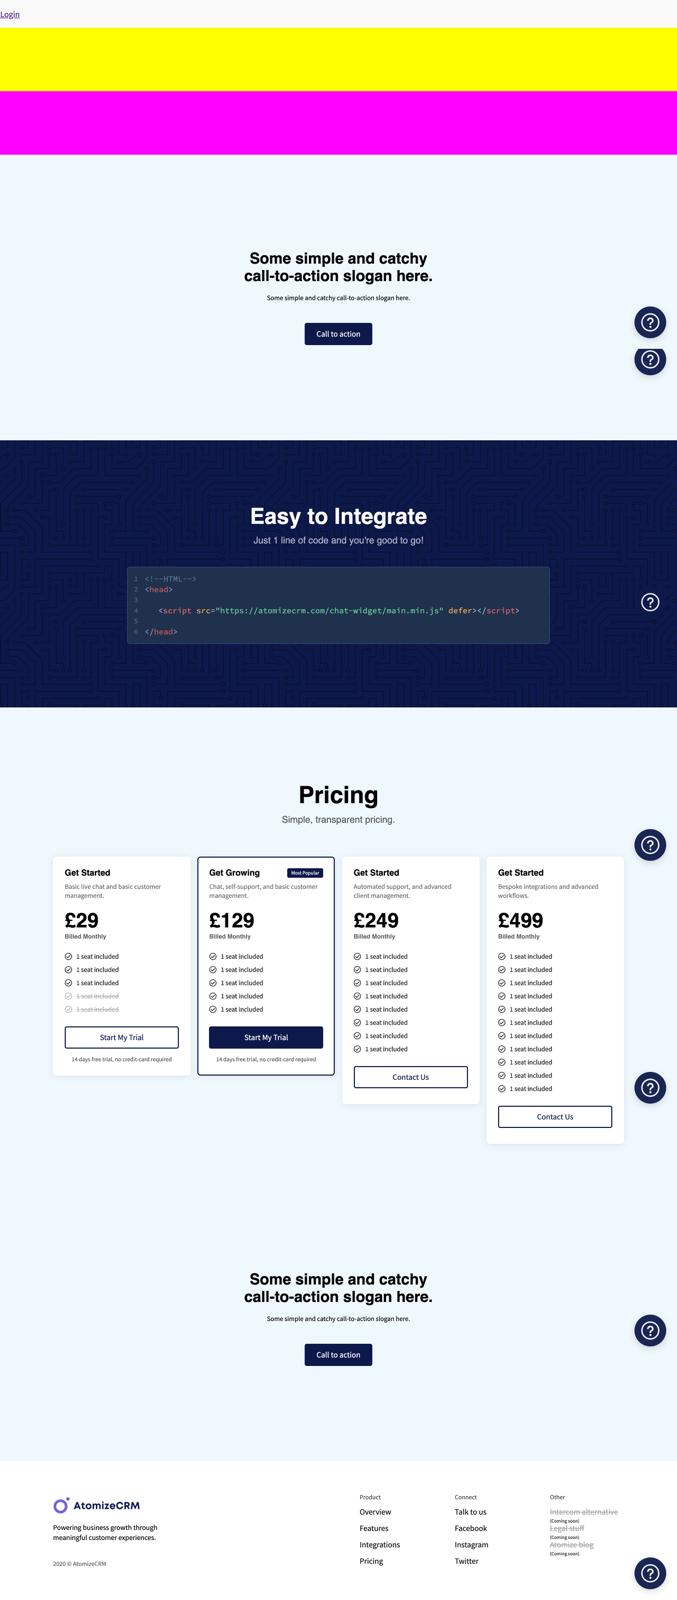 Login
Some simple and catchy
call-to-action slogan here.
Some simple and catchy call-to-action slogan here.
Call to action
Easy to Integrate
Just 1 line of code and you're good to go!
1 <!--HTML-->
2 <head>
3
4 <script src="https://atomizecrm.com/chat-widget/main.min.js" defer></script>
5
6 </head>
Pricing
Simple, transparent pricing.
Get Started
Basic live chat and basic customer
management.
£29
Billed Monthly
1 seat included
1 seat included
1 seat included
1 seat included
1 seat included
Start My Trial
14 days free trial, no credit-card required
Get Growing
Most Popular
Chat, self-support, and basic customer
management.
£129
Billed Monthly
1 seat included
1 seat included
1 seat included
1 seat included
1 seat included
Start My Trial
14 days free trial, no credit-card required
Get Started
Automated support, and advanced
client management.
£249
Billed Monthly
1 seat included
1 seat included
1 seat included
1 seat included
1 seat included
1 seat included
1 seat included
1 seat included
Contact Us
Get Started
Bespoke integrations and advanced
workflows.
£499
Billed Monthly
1 seat included
1 seat included
1 seat included
1 seat included
1 seat included
1 seat included
1 seat included
1 seat included
1 seat included
1 seat included
1 seat included
Contact Us
Some simple and catchy
call-to-action slogan here.
Some simple and catchy call-to-action slogan here.
Call to action
AtomizeCRM
Powering business growth through
meaningful customer experiences.
2020 © AtomizeCRM
Product
Overview
Features
Integrations
Pricing
Connect
Talk to us
Facebook
Instagram
Twitter
Other
Intercom alternative
(Coming soon)
Legal stuff
(Coming soon)
Atomize blog
(Coming soon)